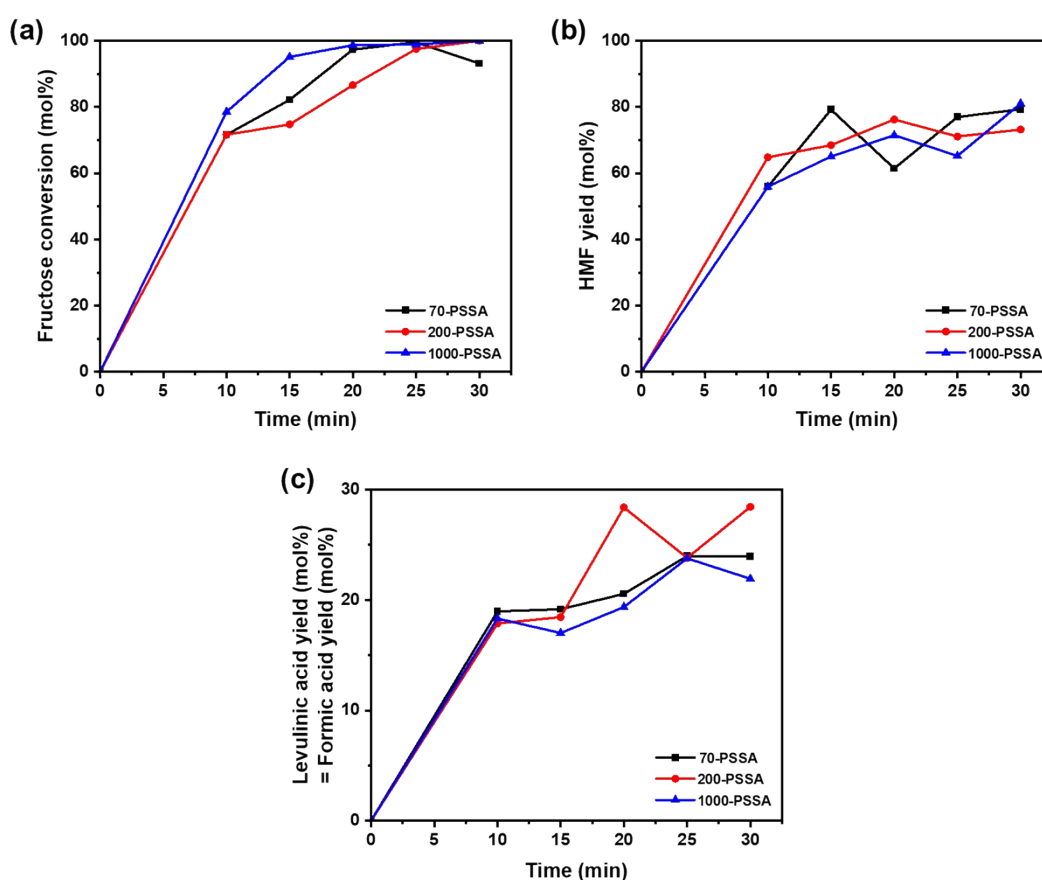 (a)
Fructose conversion (mol%)
100
80
60
40
20
0
0 5 10 15 20 25 30
Time (min)
70-PSSA
200-PSSA
1000-PSSA
(b)
HMF yield (mol%)
100
80
60
40
20
0
0 5 10 15 20 25 30
Time (min)
70-PSSA
200-PSSA
1000-PSSA
(c)
Levulinic acid yield (mol%)
= Formic acid yield (mol%)
30
20
10
0
0 5 10 15 20 25 30
Time (min)
70-PSSA
200-PSSA
1000-PSSA